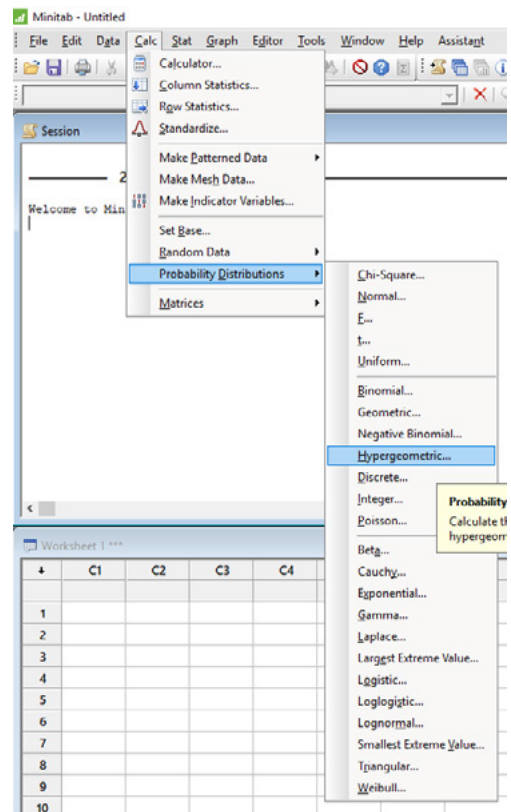 Minitab - Untitled
File Edit Data Calc Stat Graph Editor Tools Window Help Assistant
Calculator...
Column Statistics...
Row Statistics...
Standardize...
Make Patterned Data
Make Mesh Data...
Make Indicator Variables...
Set Base...
Random Data
Probability Distributions
Matrices
Session
2
Welcome to Min
Chi-Square...
Normal...
F...
t...
Uniform...
Binomial...
Geometric...
Negative Binomial...
Hypergeometric...
Discrete...
Integer...
Poisson...
Beta...
Cauchy...
Exponential...
Gamma...
Laplace...
Largest Extreme Value...
Logistic...
Loglogistic...
Lognormal...
Smallest Extreme Value...
Triangular...
Weibull...
Probability
Calculate th
hypergeom
Worksheet 1 ***
C1 C2 C3 C4
1
2
3
4
5
6
7
8
9
10